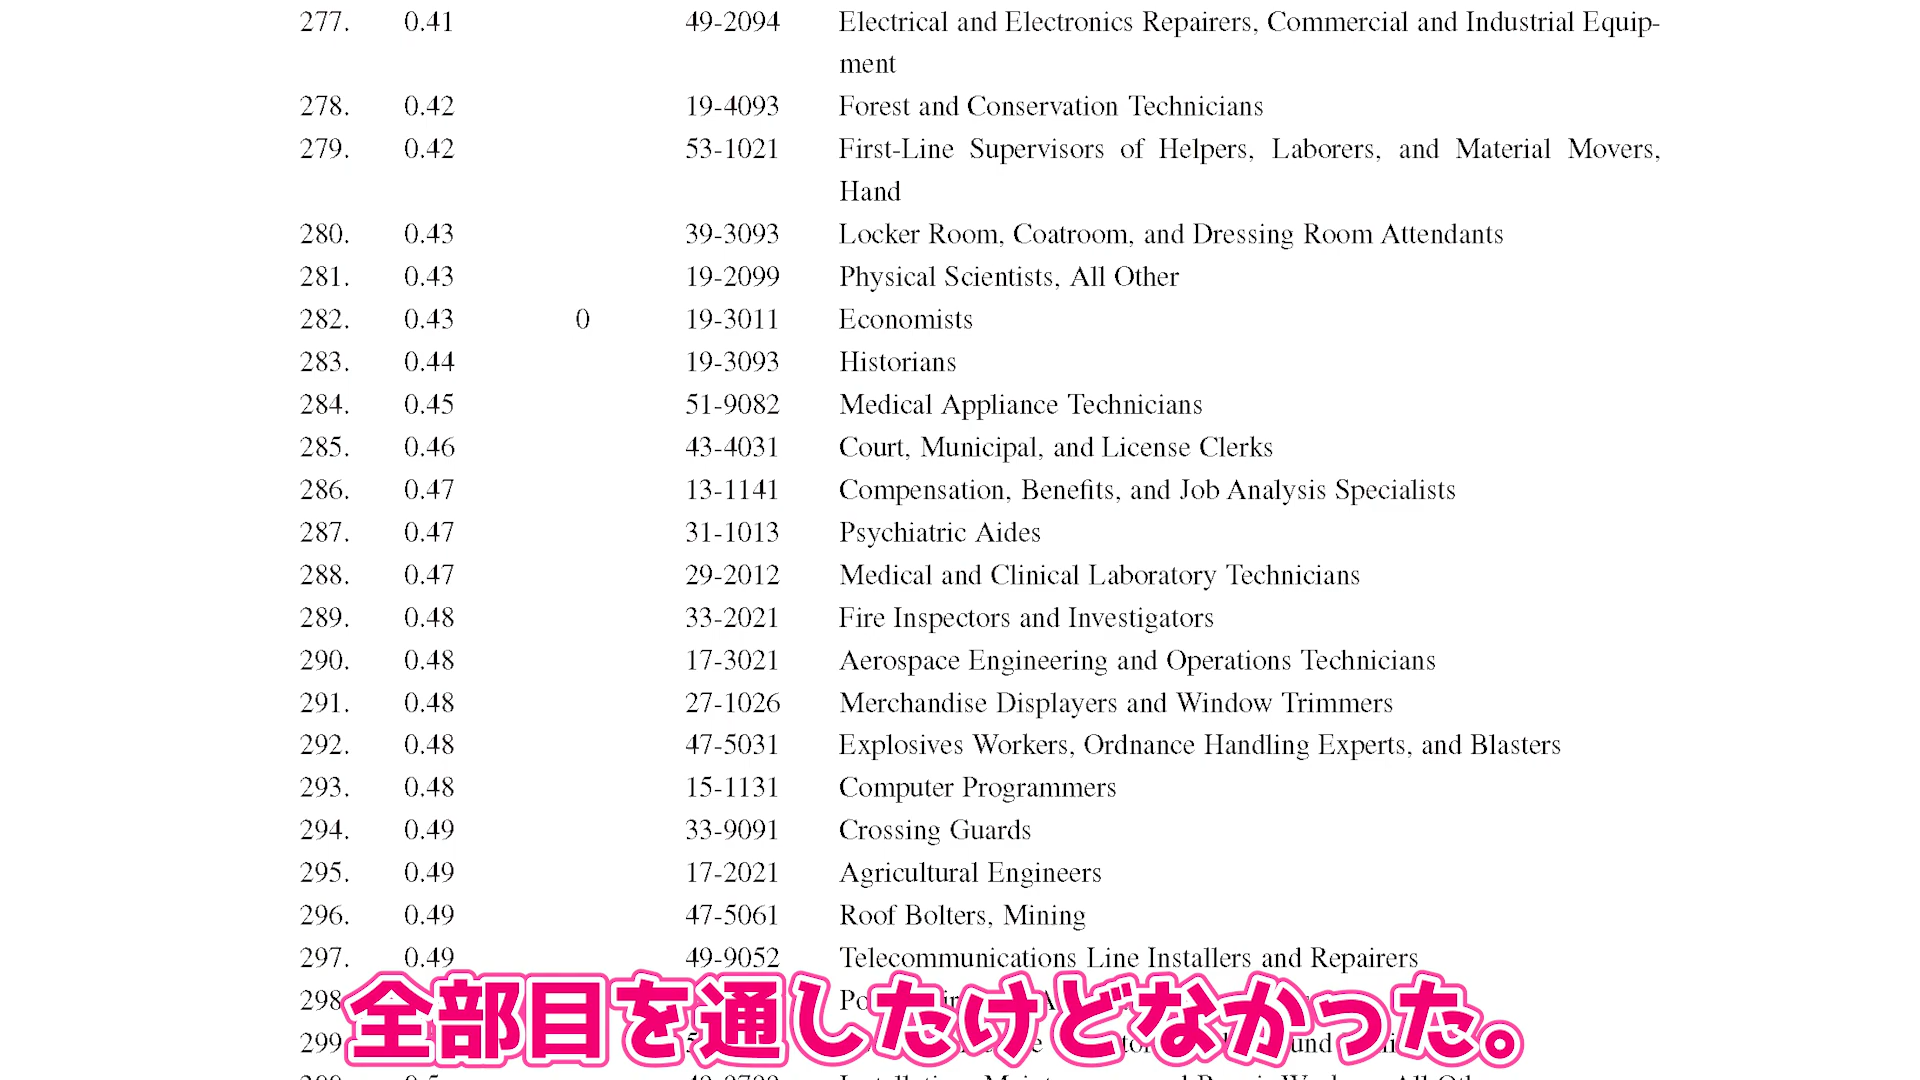 277. 0.41 49-2094 Electrical and Electronics Repairers, Commercial and Industrial Equip-
ment
278. 0.42 19-4093 Forest and Conservation Technicians
279. 0.42 53-1021 First-Line Supervisors of Helpers, Laborers, and Material Movers,
Hand
280. 0.43 39-3093 Locker Room, Coatroom, and Dressing Room Attendants
281. 0.43 19-2099 Physical Scientists, All Other
282. 0.43 0 19-3011 Economists
283. 0.44 19-3093 Historians
284. 0.45 51-9082 Medical Appliance Technicians
285. 0.46 43-4031 Court, Municipal, and License Clerks
286. 0.47 13-1141 Compensation, Benefits, and Job Analysis Specialists
287. 0.47 31-1013 Psychiatric Aides
288. 0.47 29-2012 Medical and Clinical Laboratory Technicians
289. 0.48 33-2021 Fire Inspectors and Investigators
290. 0.48 17-3021 Aerospace Engineering and Operations Technicians
291. 0.48 27-1026 Merchandise Displayers and Window Trimmers
292. 0.48 47-5031 Explosives Workers, Ordnance Handling Experts, and Blasters
293. 0.48 15-1131 Computer Programmers
294. 0.49 33-9091 Crossing Guards
295. 0.49 17-2021 Agricultural Engineers
296. 0.49 47-5061 Roof Bolters, Mining
297. 0.49 49-9052 Telecommunications Line Installers and Repairers
298
299
全部目を通したけどなかった。